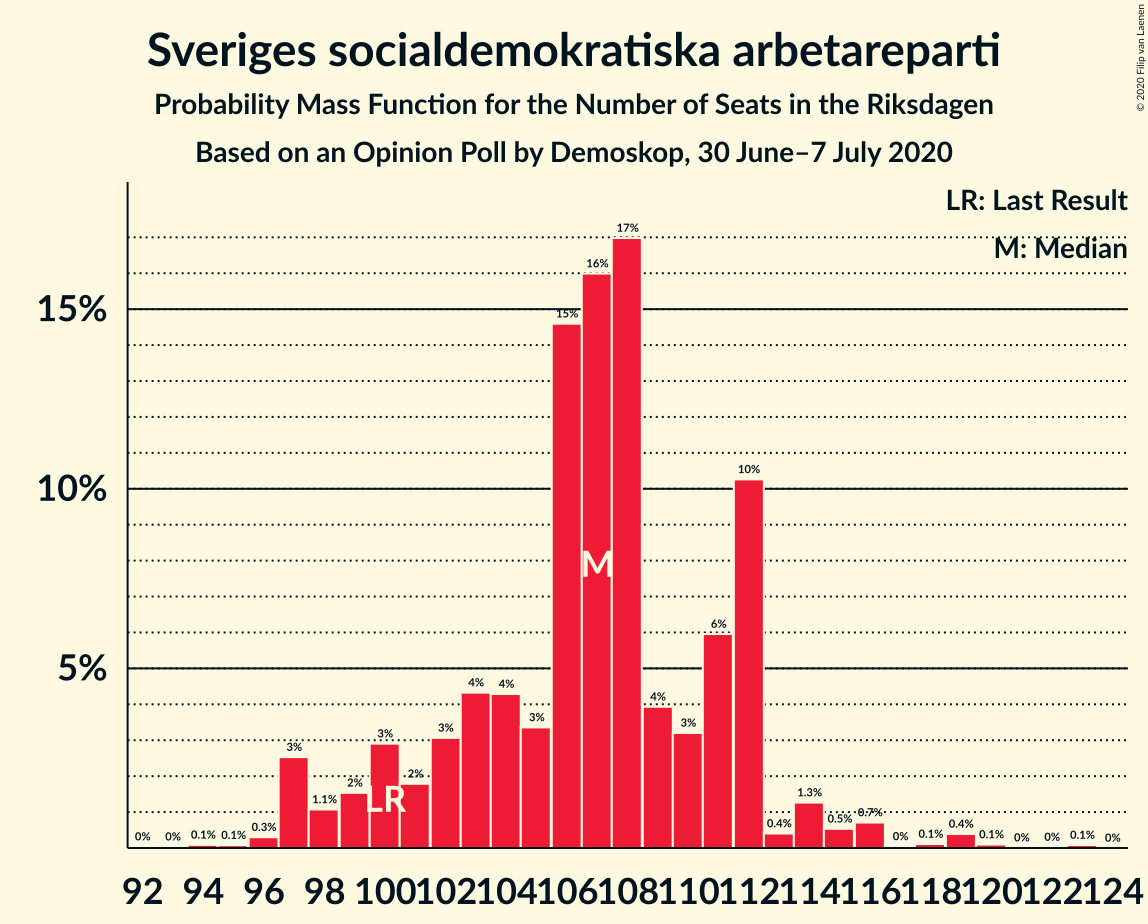 Sveriges socialdemokratiska arbetareparti
Probability Mass Function for the Number of Seats in the Riksdagen
Based on an Opinion Poll by Demoskop, 30 June–7 July 2020
© 2020 Filip van Laenen
LR: Last Result
M: Median
15%
10%
5%
0% 0% 0.1% 0.1% 0.3% 3% 1.1% 2% 3% 2% 3% 4% 4% 3% 15% 16% 17% 4% 3% 6% 10% 0.4% 1.3% 0.5% 0.7% 0% 0.1% 0.4% 0.1% 0% 0% 0.1% 0%
M
LR
92 94 96 98 100 102 104 106 108 110 112 114 116 118 120 122 124